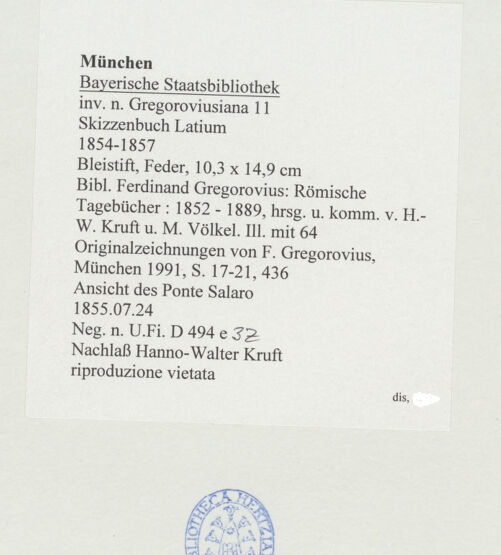 München
Bayerische Staatsbibliothek
inv. n. Gregoroviusiana 11
Skizzenbuch Latium
1854-1857
Bleistift, Feder, 10,3 x 14,9 cm
Bibl. Ferdinand Gregorovius: Römische
Tagebücher : 1852 - 1889, hrsg. u. komm. v. H.-
W. Kruft u. M. Völkel. Ill. mit 64
Originalzeichnungen von F. Gregorovius,
München 1991, S. 17-21, 436
Ansicht des Ponte Salaro
1855.07.24
Neg. n. U.Fi. D 494 e 32
Nachlaß Hanno-Walter Kruft
riproduzione vietata
dis,
BIBLIOTHECA HERTZIA